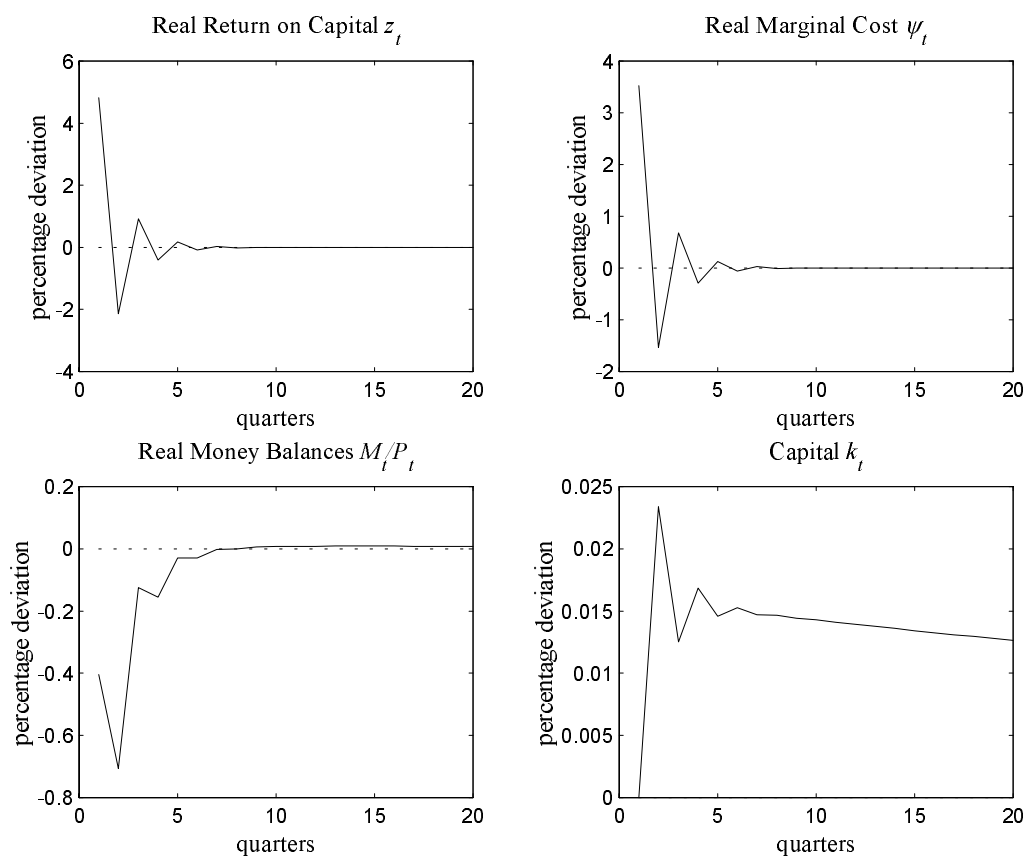 Real Return on Capital z_t
6
4
2
0
-2
-4
0 5 10 15 20
percentage deviation
quarters
Real Marginal Cost ψ_t
4
3
2
1
0
-1
-2
0 5 10 15 20
percentage deviation
quarters
Real Money Balances M_t/P_t
0.2
0
-0.2
-0.4
-0.6
-0.8
0 5 10 15 20
percentage deviation
quarters
Capital k_t
0.025
0.02
0.015
0.01
0.005
0
0 5 10 15 20
percentage deviation
quarters